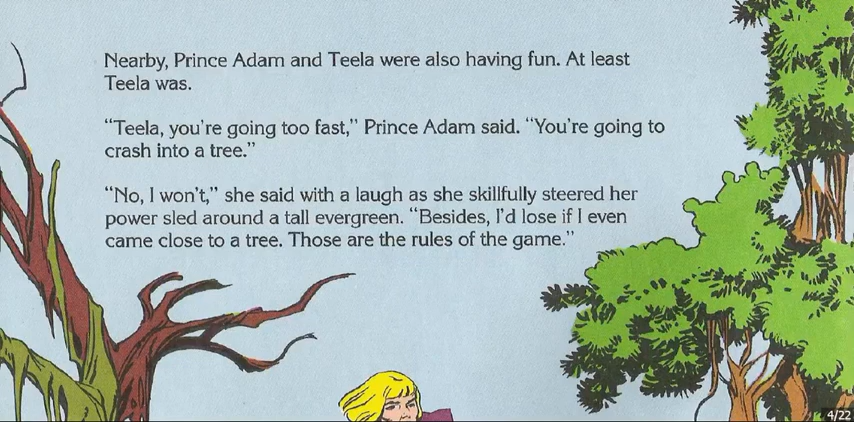 Nearby, Prince Adam and Teela were also having fun. At least
Teela was.
“Teela, you’re going too fast,” Prince Adam said. “You’re going to
crash into a tree.”
“No, I won’t,” she said with a laugh as she skillfully steered her
power sled around a tall evergreen. “Besides, I’d lose if I even
came close to a tree. Those are the rules of the game.”
4/22